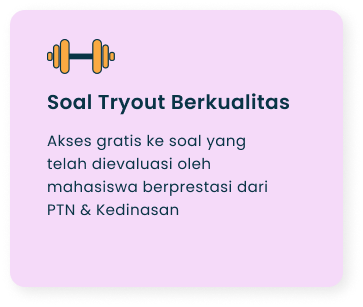 Soal Tryout Berkualitas
Akses gratis ke soal yang
telah dievaluasi oleh
mahasiswa berprestasi dari
PTN & Kedinasan